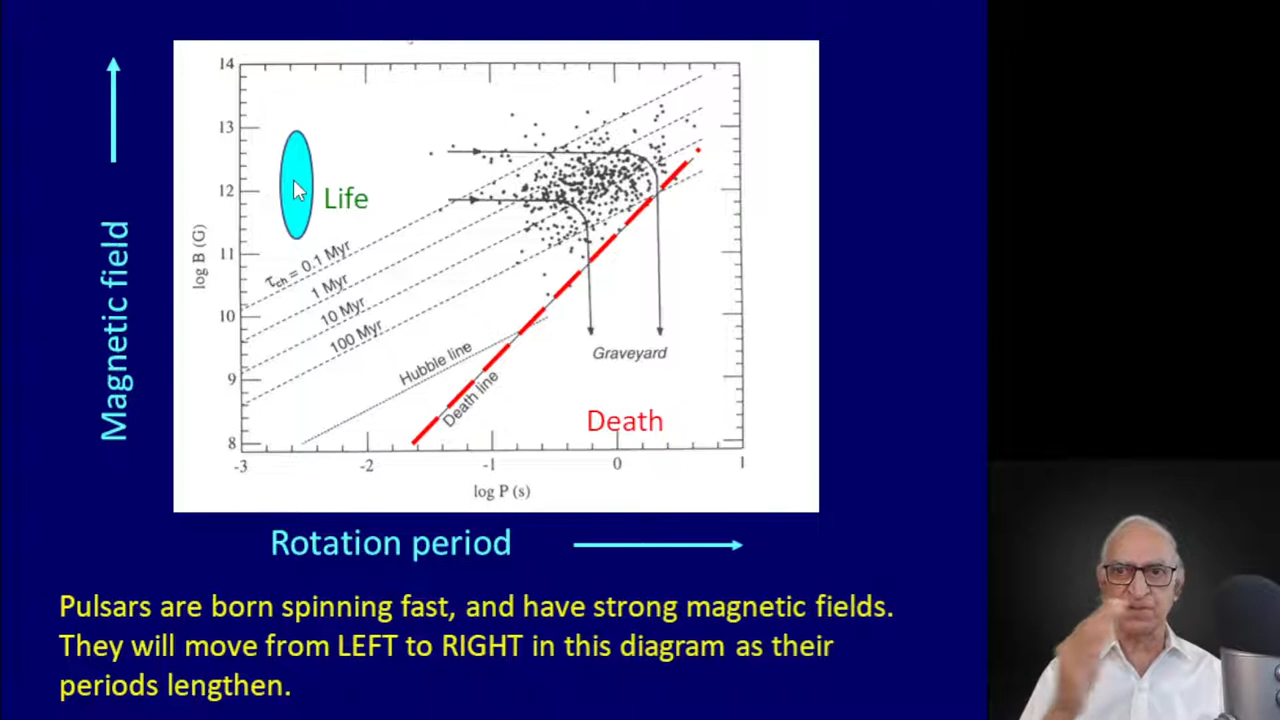 14
13
12
11
10
9
8
log B (G)
Magnetic field
Life
τch = 0.1 Myr
1 Myr
10 Myr
100 Myr
Hubble line
Death line
Graveyard
Death
-3
-2
-1
0
1
log P (s)
Rotation period
Pulsars are born spinning fast, and have strong magnetic fields.
They will move from LEFT to RIGHT in this diagram as their
periods lengthen.